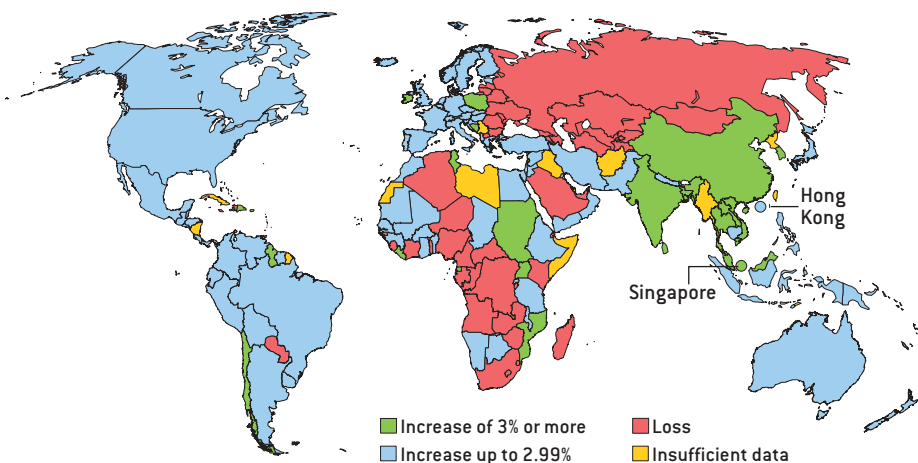 Hong
Kong
Singapore
Increase of 3% or more
Increase up to 2.99%
Loss
Insufficient data